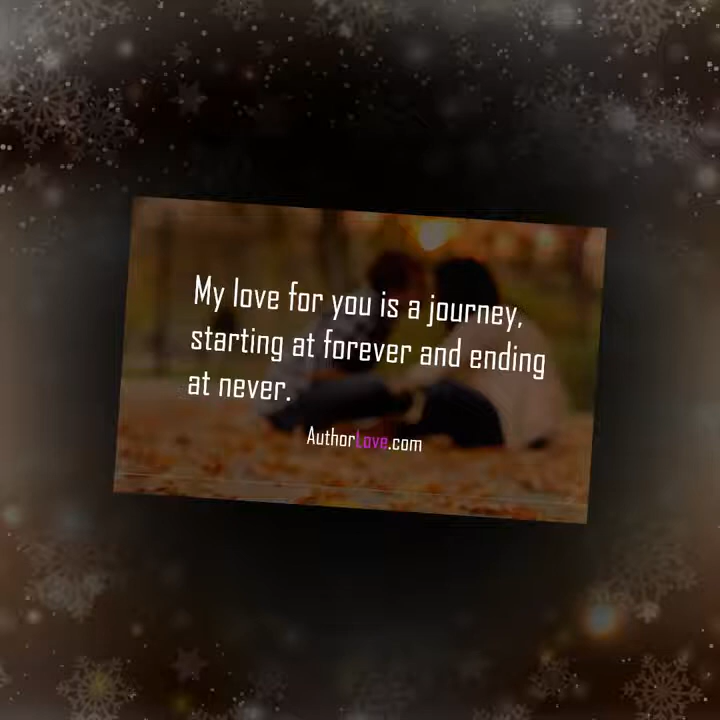 My love for you is a journey,
starting at forever and ending
at never.
AuthorLove.com